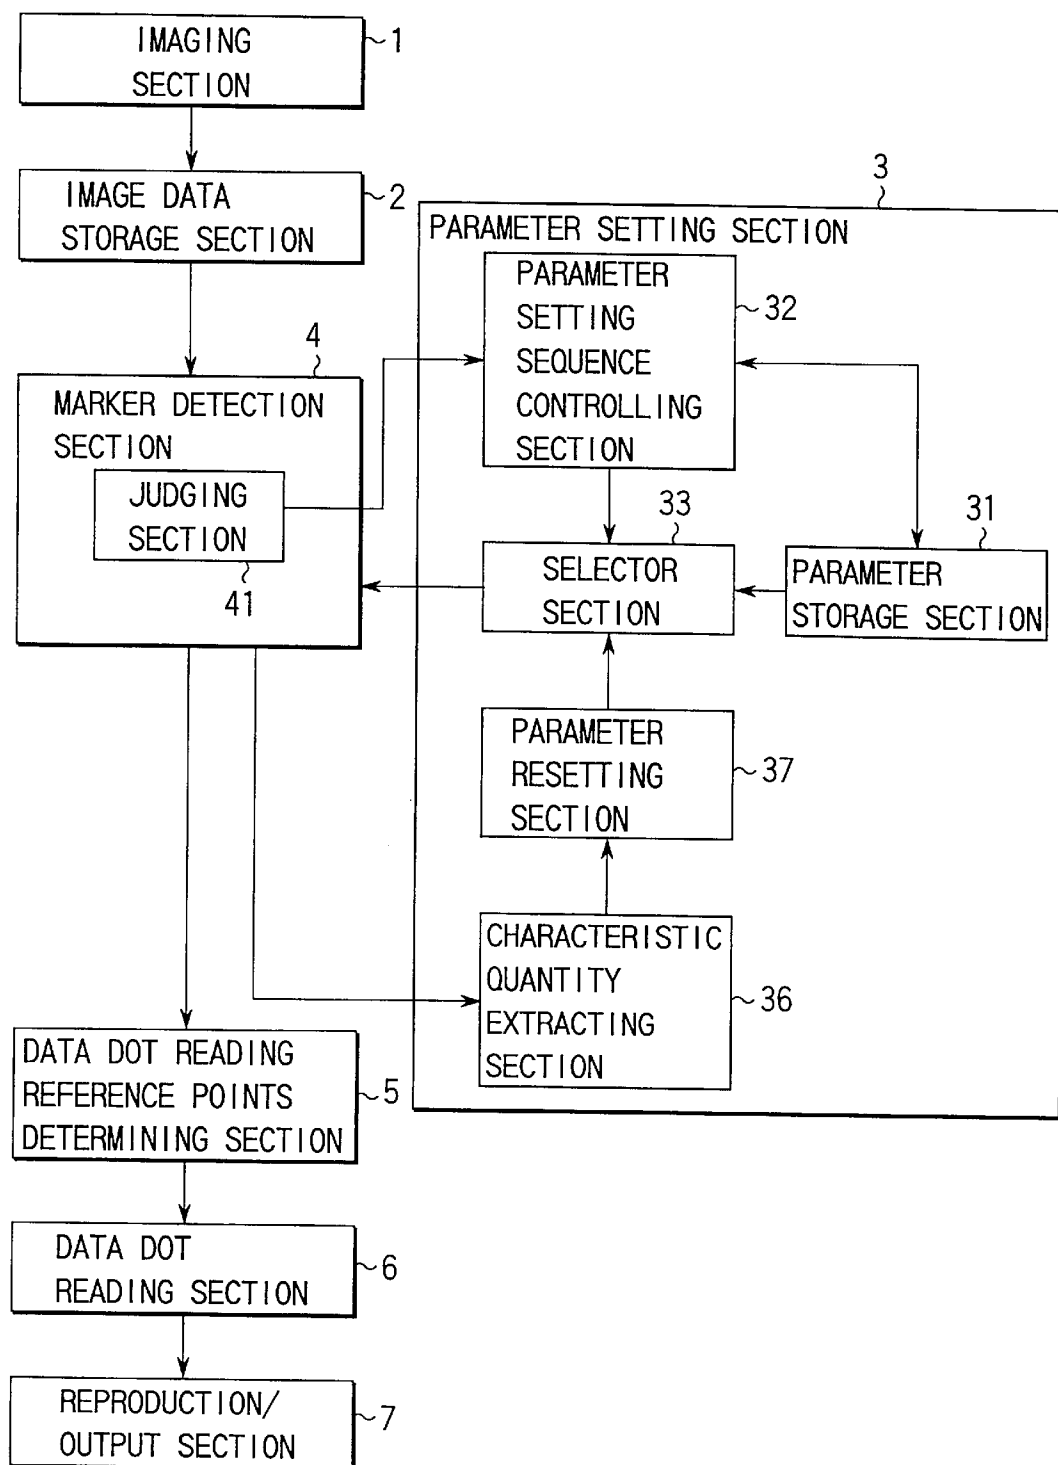 IMAGING
SECTION
1
IMAGE DATA
STORAGE SECTION
2
3
PARAMETER SETTING SECTION
PARAMETER
SETTING
SEQUENCE
CONTROLLING
SECTION
32
4
MARKER DETECTION
SECTION
JUDGING
SECTION
41
33
SELECTOR
SECTION
31
PARAMETER
STORAGE SECTION
PARAMETER
RESETTING
SECTION
37
CHARACTERISTIC
QUANTITY
EXTRACTING
SECTION
36
DATA DOT READING
REFERENCE POINTS
DETERMINING SECTION
5
DATA DOT
READING SECTION
6
REPRODUCTION/
OUTPUT SECTION
7